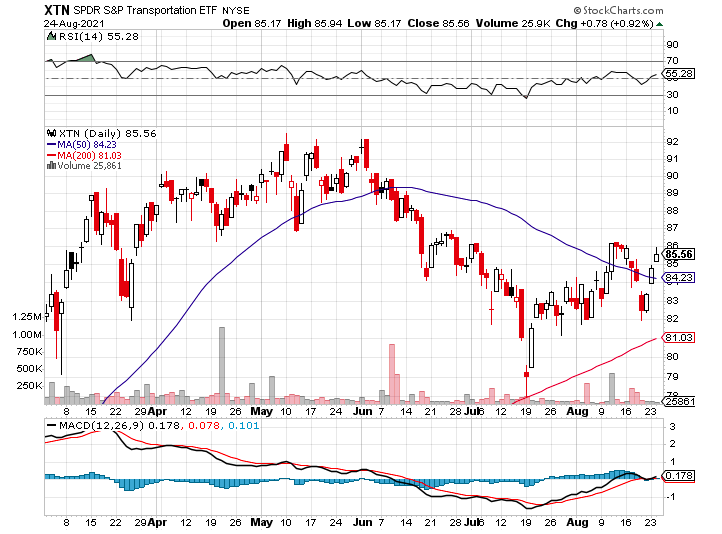 XTN SPDR S&P Transportation ETF NYSE © StockCharts.com
24-Aug-2021 Open 85.17 High 85.94 Low 85.17 Close 85.56 Volume 25.9K Chg +0.78 (+0.92%)
RSI(14) 55.28
90
70
55.28
50
30
10
XTN (Daily) 85.56
MA(50) 84.23
MA(200) 81.03
Volume 25,861
92
91
90
89
88
87
86
85.56
85
84.23
83
82
81.03
80
79
78
1.25M
1.00M
750K
500K
250K
25861
8 15 22 29 Apr 12 19 26 May 10 17 24 Jun 7 14 21 28 Jul 6 12 19 26 Aug 9 16 23
MACD(12,26,9) 0.178, 0.078, 0.101
3
2
1
0.178
-1
8 15 22 29 Apr 12 19 26 May 10 17 24 Jun 7 14 21 28 Jul 6 12 19 26 Aug 9 16 23